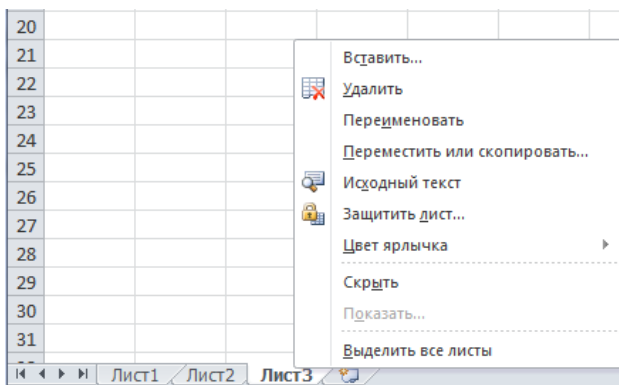 20
21
22
23
24
25
26
27
28
29
30
31
Вставить...
Удалить
Переименовать
Переместить или скопировать...
Исходный текст
Защитить лист...
Цвет ярлычка
Скрыть
Показать...
Выделить все листы
Лист1 Лист2 Лист3